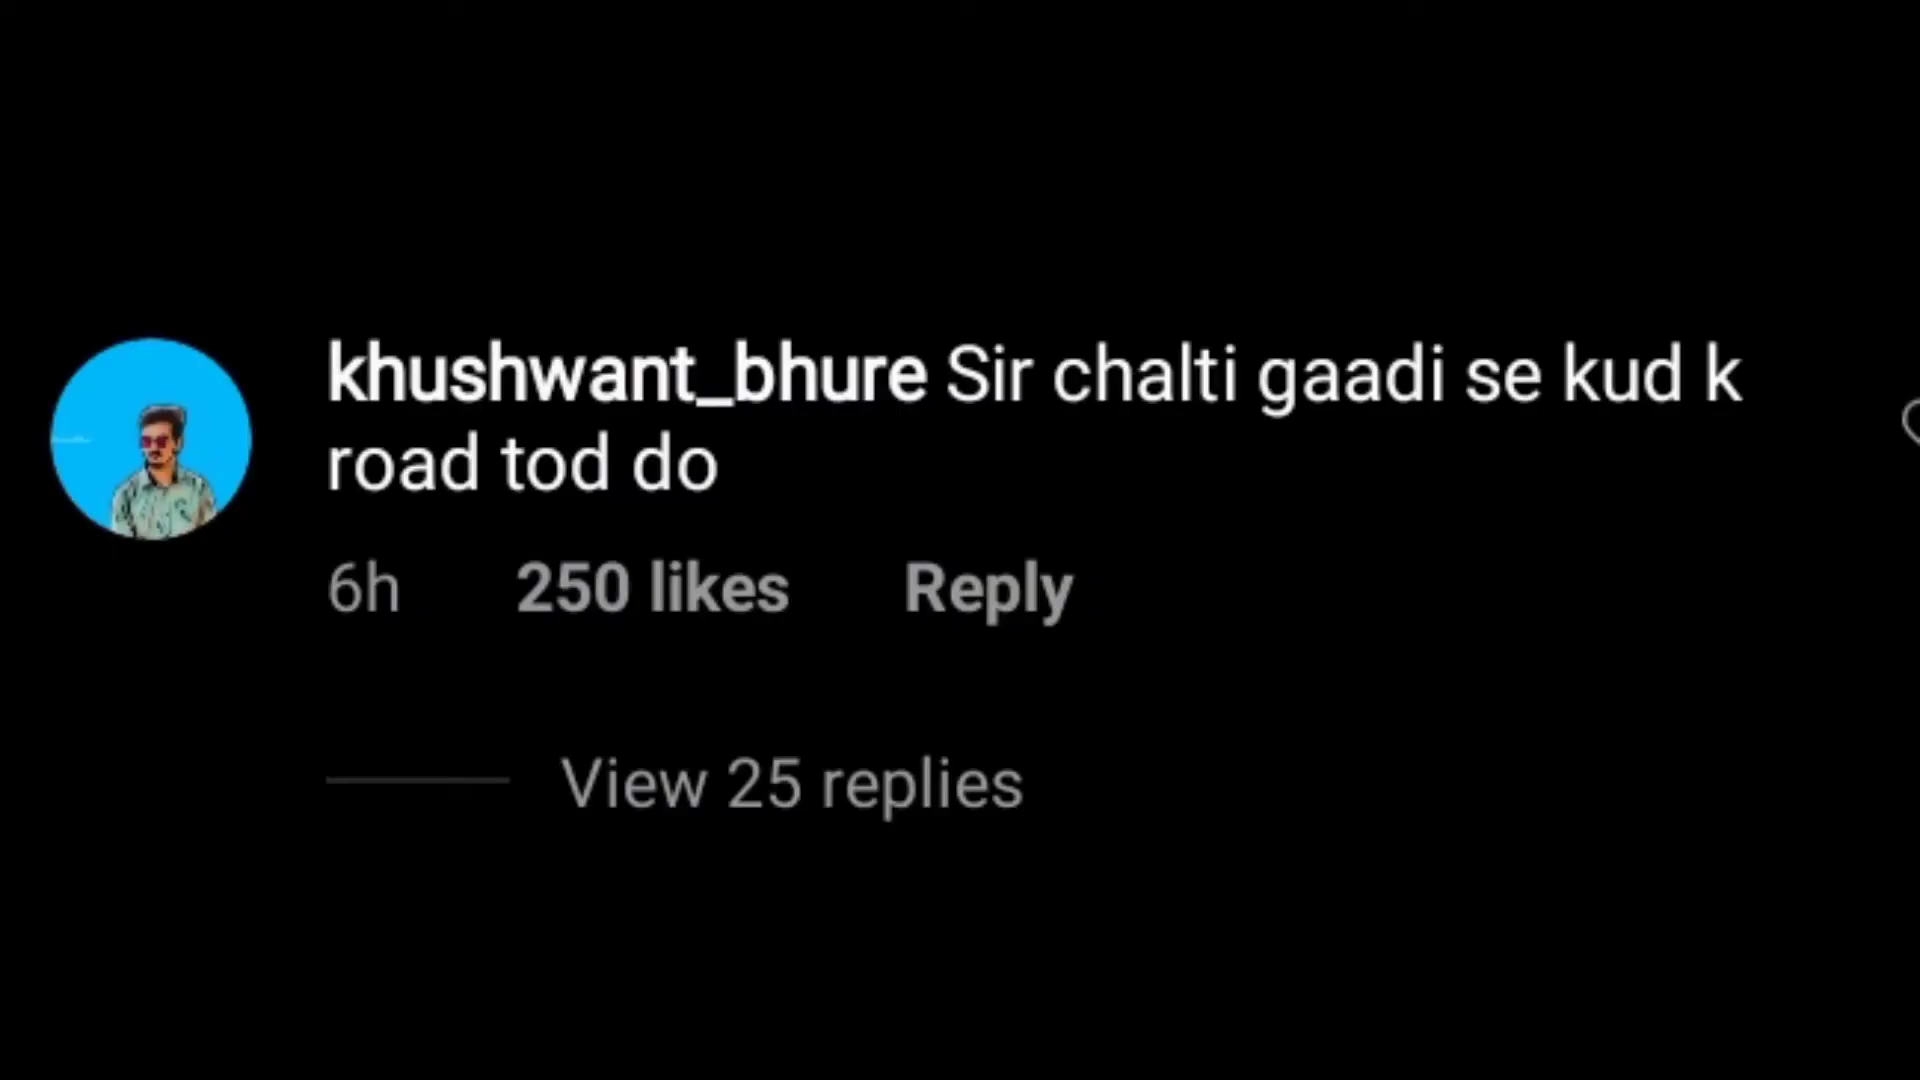 khushwant_bhure Sir chalti gaadi se kud k
road tod do
6h 250 likes Reply
View 25 replies